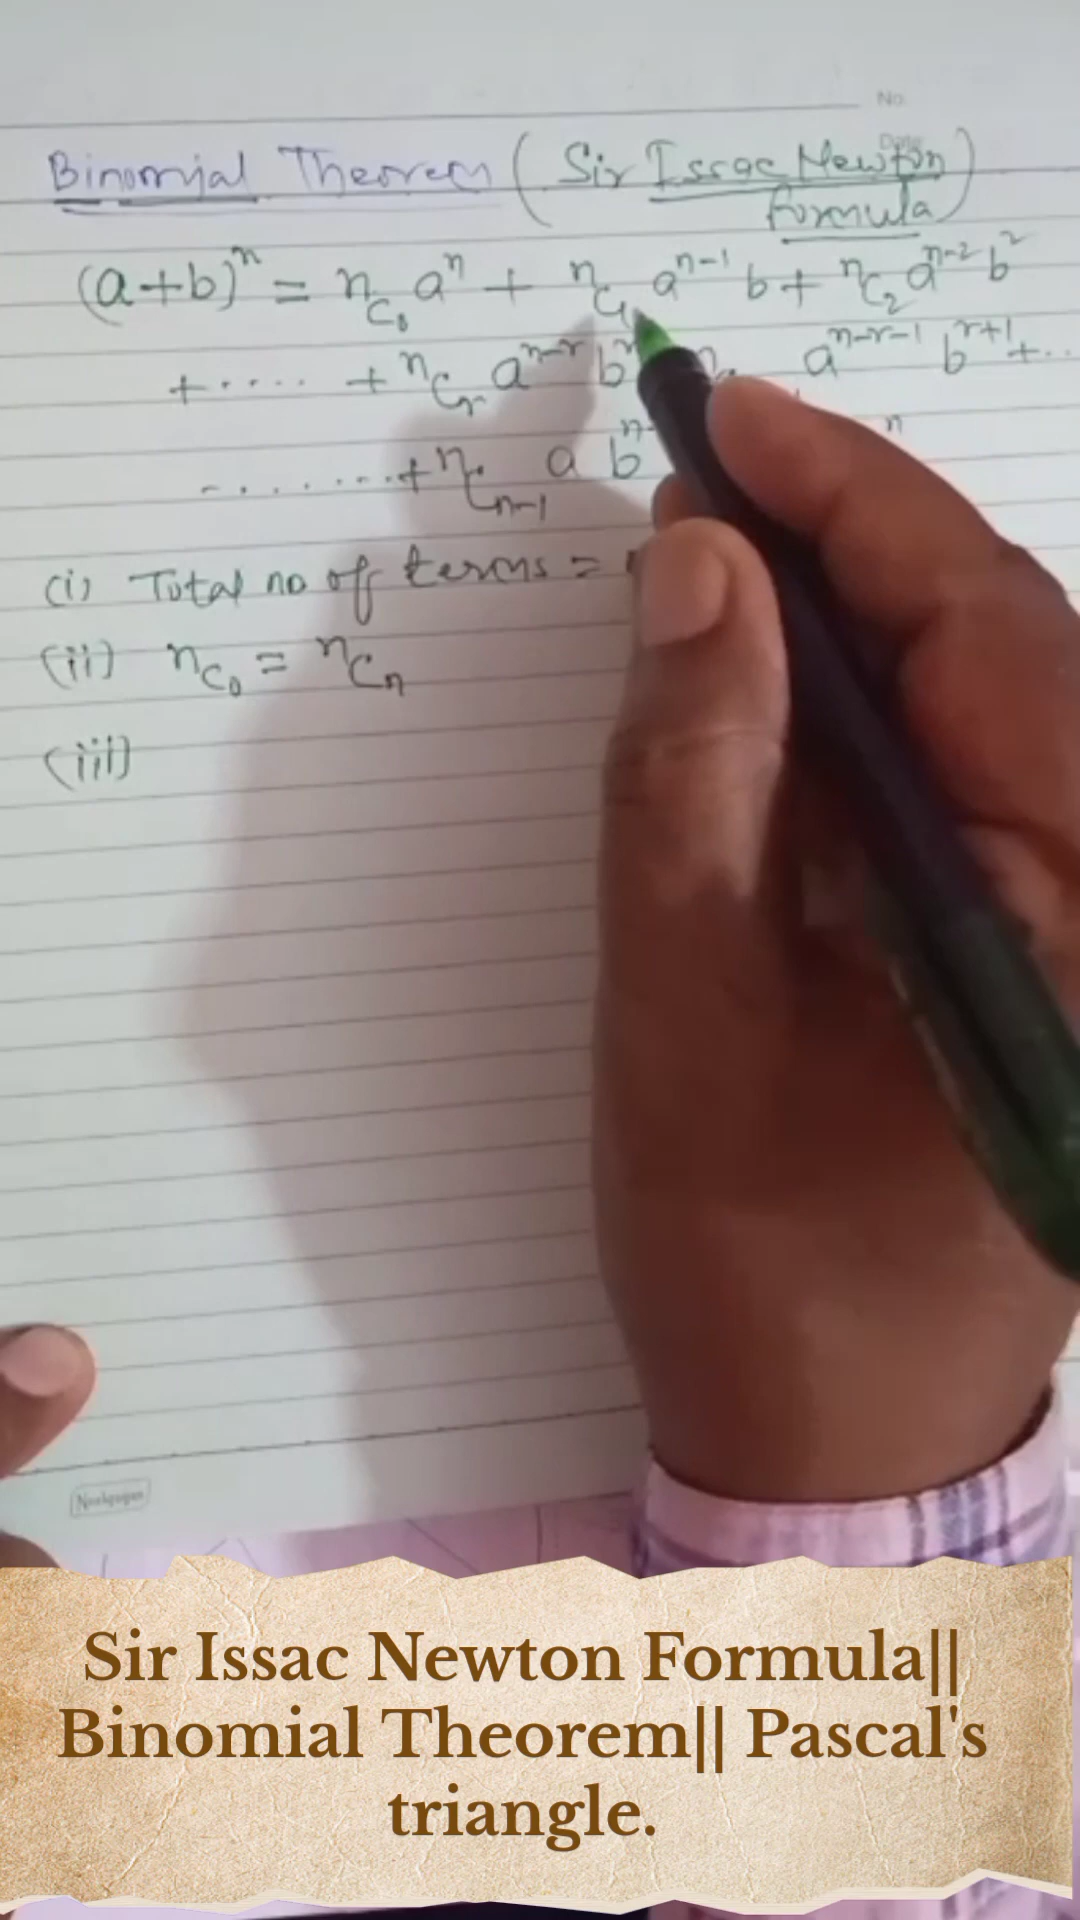 No.
Date
Binomial Theorem ( Sir Issac Newton
formula )
(a+b)ⁿ = ⁿC₀ aⁿ + ⁿC₁ aⁿ⁻¹ b + ⁿC₂ aⁿ⁻² b²
+ ..... + ⁿCᵣ aⁿ⁻ʳ bʳ aⁿ⁻ʳ⁻¹ bʳ⁺¹ + ..
........ + ⁿCₙ₋₁ a b n
(i) Total no of terms =
(ii) ⁿC₀ = ⁿCₙ
(iii)
Sir Issac Newton Formula||
Binomial Theorem|| Pascal's
triangle.